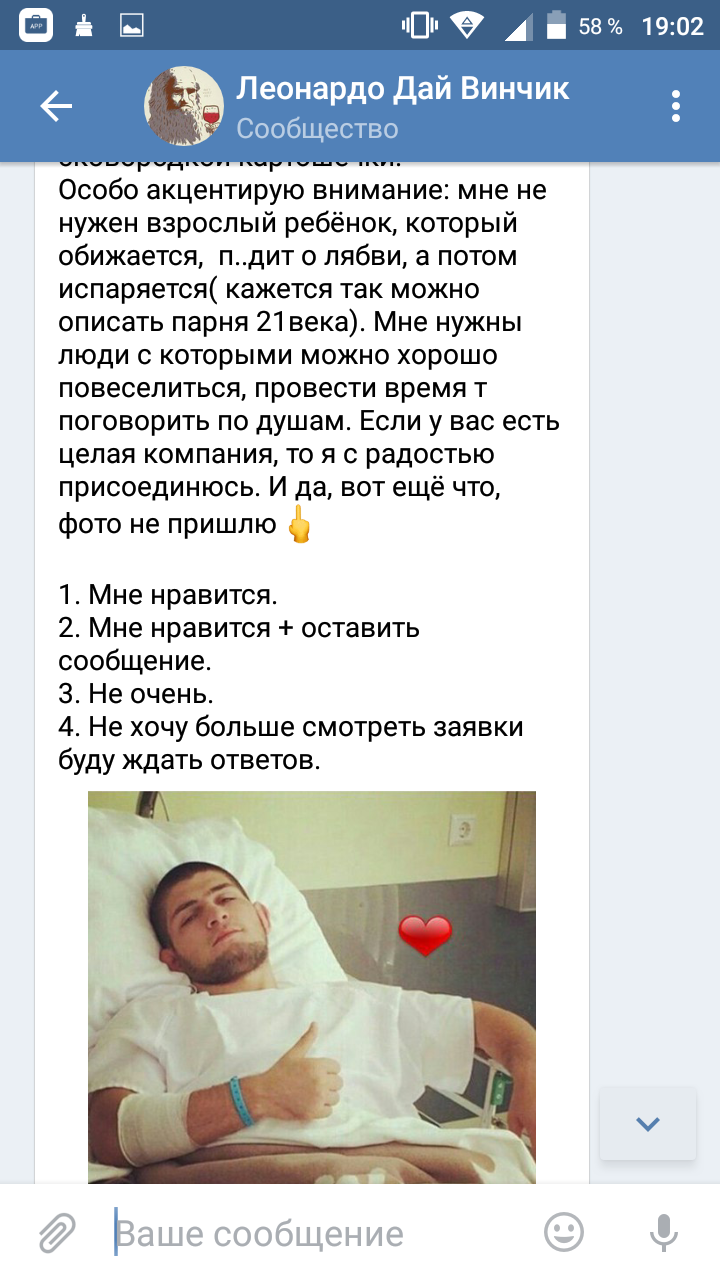 APP
58 %
19:02
Леонардо Дай Винчик
Сообщество
Особо акцентирую внимание: мне не
нужен взрослый ребёнок, который
обижается,  п..дит о лябви, а потом
испаряется( кажется так можно
описать парня 21века). Мне нужны
люди с которыми можно хорошо
повеселиться, провести время т
поговорить по душам. Если у вас есть
целая компания, то я с радостью
присоединюсь. И да, вот ещё что,
фото не пришлю🖕
1. Мне нравится.
2. Мне нравится + оставить
сообщение.
3. Не очень.
4. Не хочу больше смотреть заявки
буду ждать ответов.
Ваше сообщение